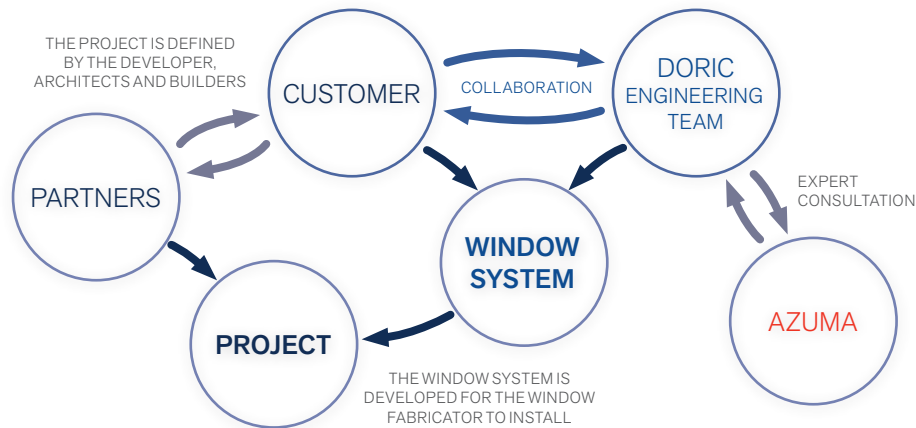 THE PROJECT IS DEFINED
BY THE DEVELOPER,
ARCHITECTS AND BUILDERS
CUSTOMER
COLLABORATION
DORIC
ENGINEERING
TEAM
PARTNERS
EXPERT
CONSULTATION
WINDOW
SYSTEM
AZUMA
PROJECT
THE WINDOW SYSTEM IS
DEVELOPED FOR THE WINDOW
FABRICATOR TO INSTALL